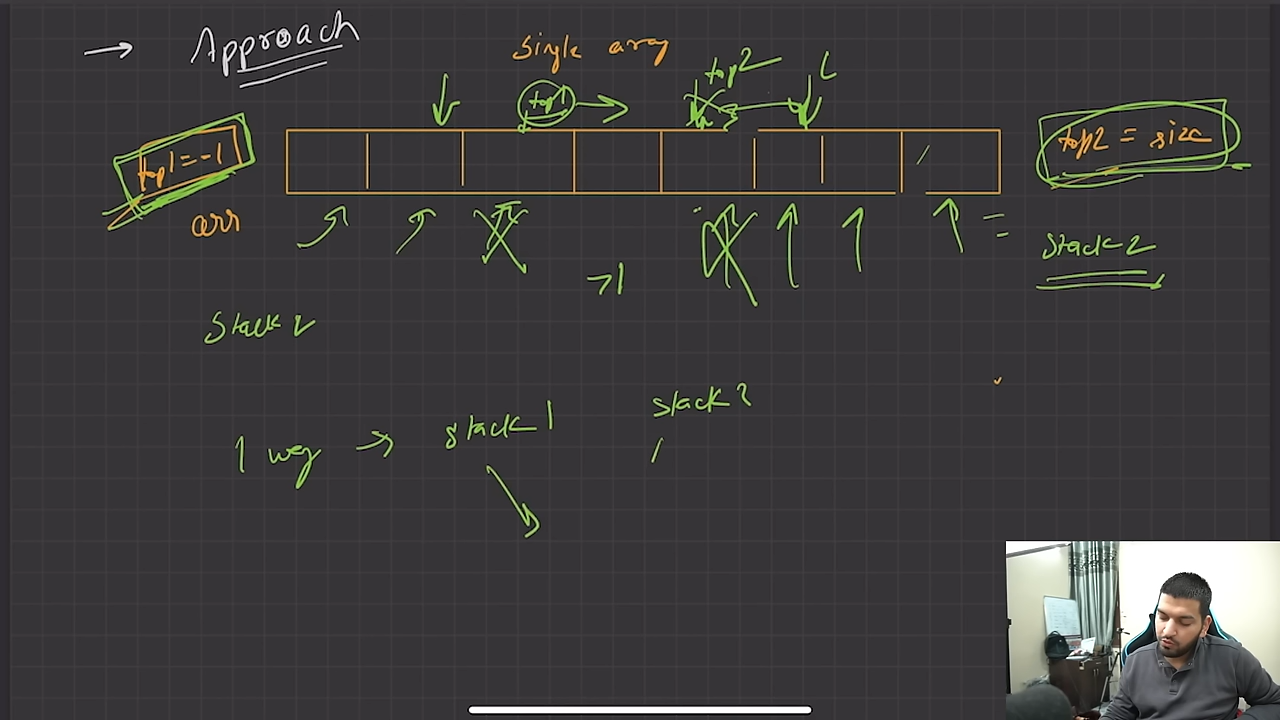 → Approach
single array
top1 →
top2
top1 = -1
top2 = size
arr
stack 2
Stack 2
1 way → stack 1
stack 2